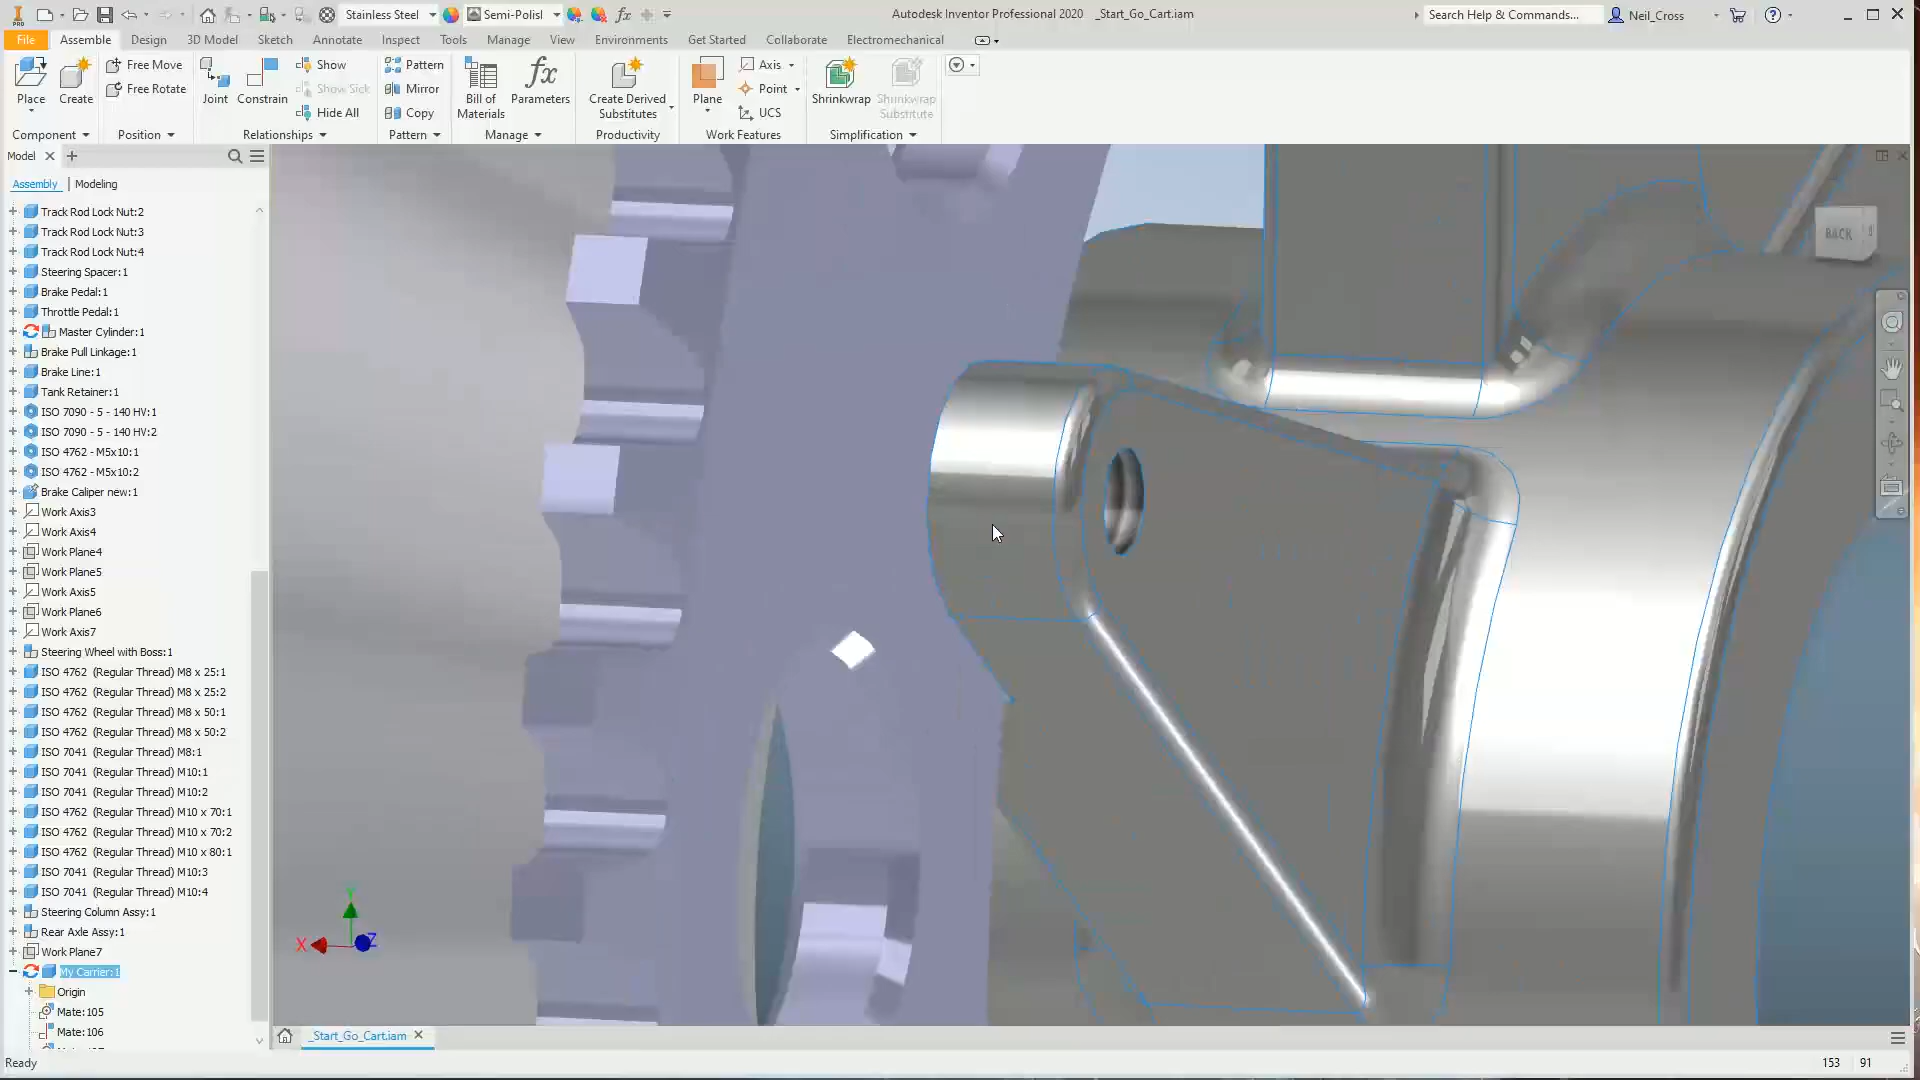 PRO
Stainless Steel
Semi-Polisl
fx
Autodesk Inventor Professional 2020
_Start_Go_Cart.iam
Search Help & Commands...
Neil_Cross
File
Assemble
Design
3D Model
Sketch
Annotate
Inspect
Tools
Manage
View
Environments
Get Started
Collaborate
Electromechanical
Place
Create
Component
Free Move
Free Rotate
Position
Joint
Constrain
Show
Show Sick
Hide All
Relationships
Pattern
Mirror
Copy
Pattern
Bill of
Materials
fx
Parameters
Manage
Create Derived
Substitutes
Productivity
Plane
Axis
Point
UCS
Work Features
Shrinkwrap
Shrinkwrap
Substitute
Simplification
Model
Assembly
Modeling
Track Rod Lock Nut:2
Track Rod Lock Nut:3
Track Rod Lock Nut:4
Steering Spacer:1
Brake Pedal:1
Throttle Pedal:1
Master Cylinder:1
Brake Pull Linkage:1
Brake Line:1
Tank Retainer:1
ISO 7090 - 5 - 140 HV:1
ISO 7090 - 5 - 140 HV:2
ISO 4762 - M5x10:1
ISO 4762 - M5x10:2
Brake Caliper new:1
Work Axis3
Work Axis4
Work Plane4
Work Plane5
Work Axis5
Work Plane6
Work Axis7
Steering Wheel with Boss:1
ISO 4762 (Regular Thread) M8 x 25:1
ISO 4762 (Regular Thread) M8 x 25:2
ISO 4762 (Regular Thread) M8 x 50:1
ISO 4762 (Regular Thread) M8 x 50:2
ISO 7041 (Regular Thread) M8:1
ISO 7041 (Regular Thread) M10:1
ISO 7041 (Regular Thread) M10:2
ISO 4762 (Regular Thread) M10 x 70:1
ISO 4762 (Regular Thread) M10 x 70:2
ISO 4762 (Regular Thread) M10 x 80:1
ISO 7041 (Regular Thread) M10:3
ISO 7041 (Regular Thread) M10:4
Steering Column Assy:1
Rear Axle Assy:1
Work Plane7
My Carrier:1
Origin
Mate:105
Mate:106
BACK
Y
X
Z
_Start_Go_Cart.iam
Ready
153
91